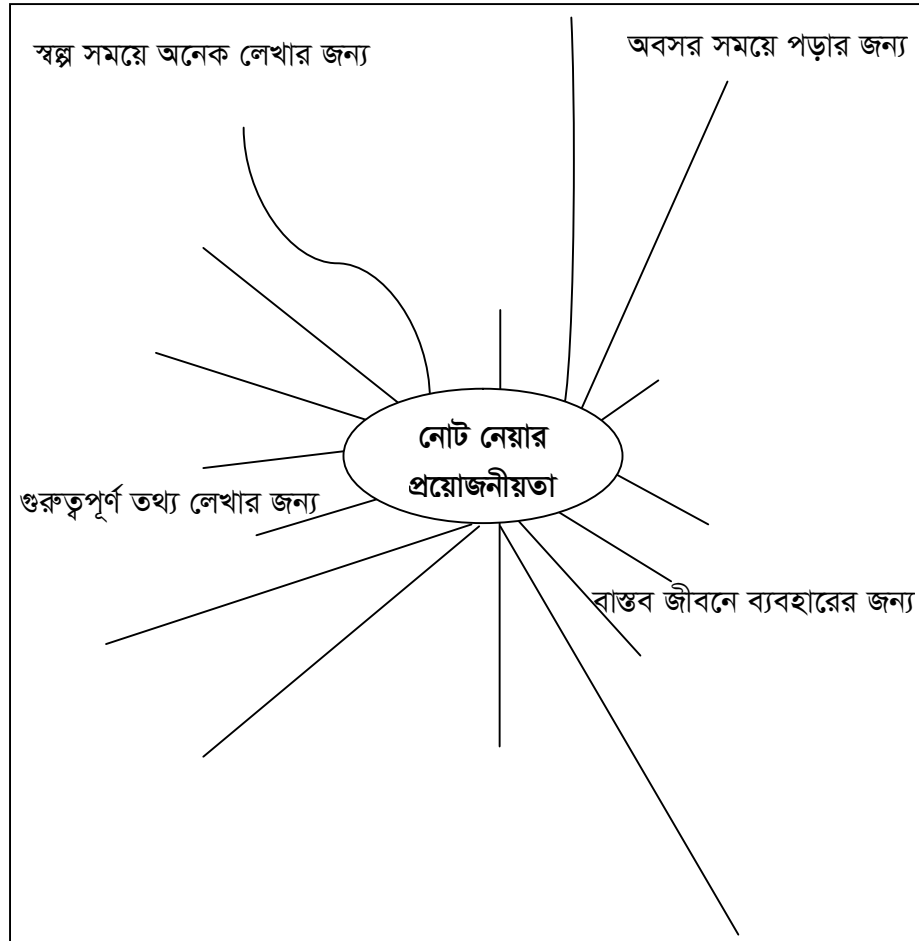 স্বল্প সময়ে অনেক লেখার জন্য
অবসর সময়ে পড়ার জন্য
নোট নেয়ার
প্রয়োজনীয়তা
গুরুত্বপূর্ণ তথ্য লেখার জন্য
বাস্তব জীবনে ব্যবহারের জন্য